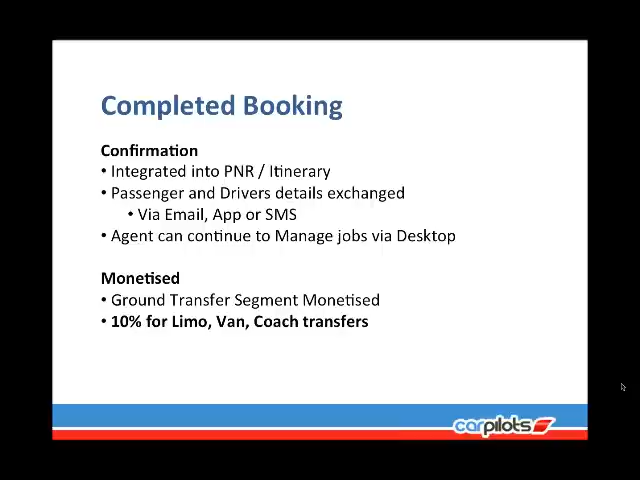 Completed Booking
Confirmation
• Integrated into PNR / Itinerary
• Passenger and Drivers details exchanged
• Via Email, App or SMS
• Agent can continue to Manage jobs via Desktop
Monetised
• Ground Transfer Segment Monetised
• 10% for Limo, Van, Coach transfers
carpilots